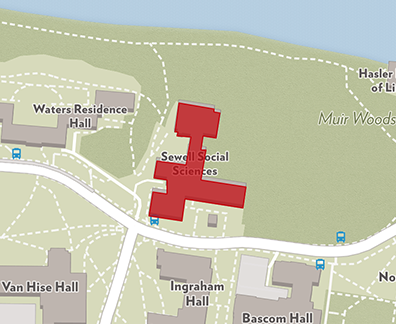 Hasler
of Li
Waters Residence
Hall
Muir Woods
Sewell Social
Sciences
Van Hise Hall
Ingraham
Hall
No
Bascom Hall